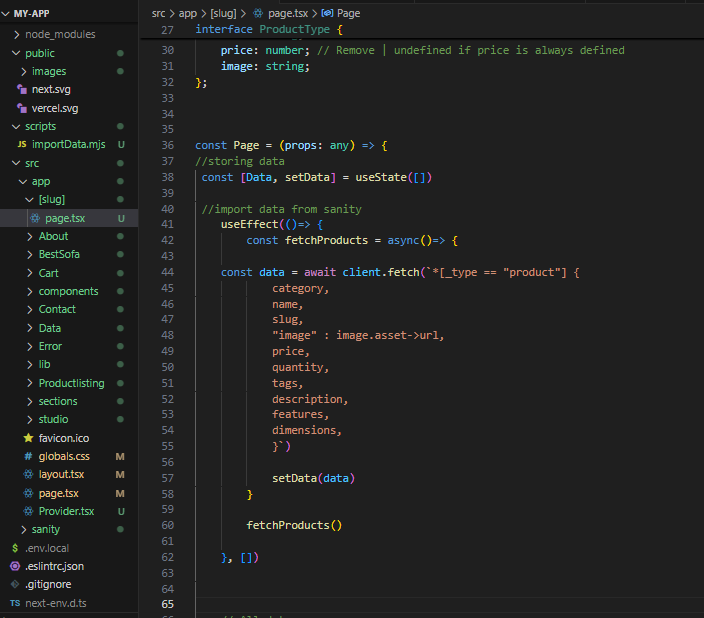 MY-APP
node_modules
public
images
next.svg
vercel.svg
scripts
JS importData.mjs U
src
app
[slug]
page.tsx U
About
BestSofa
Cart
components
Contact
Data
Error
lib
Productlisting
sections
studio
favicon.ico
# globals.css M
layout.tsx M
page.tsx M
Provider.tsx U
sanity
$ .env.local
.eslintrc.json
.gitignore
TS next-env.d.ts
src > app > [slug] > page.tsx > Page
27 interface ProductType {
30 price: number; // Remove | undefined if price is always defined
31 image: string;
32 };
33
34
35
36 const Page = (props: any) => {
37 //storing data
38 const [Data, setData] = useState([])
39
40 //import data from sanity
41 useEffect(()=> {
42 const fetchProducts = async()=> {
43
44 const data = await client.fetch(`*[_type == "product"] {
45 category,
46 name,
47 slug,
48 "image" : image.asset->url,
49 price,
50 quantity,
51 tags,
52 description,
53 features,
54 dimensions,
55 }`)
56
57 setData(data)
58 }
59
60 fetchProducts()
61
62 }, [])
63
64
65